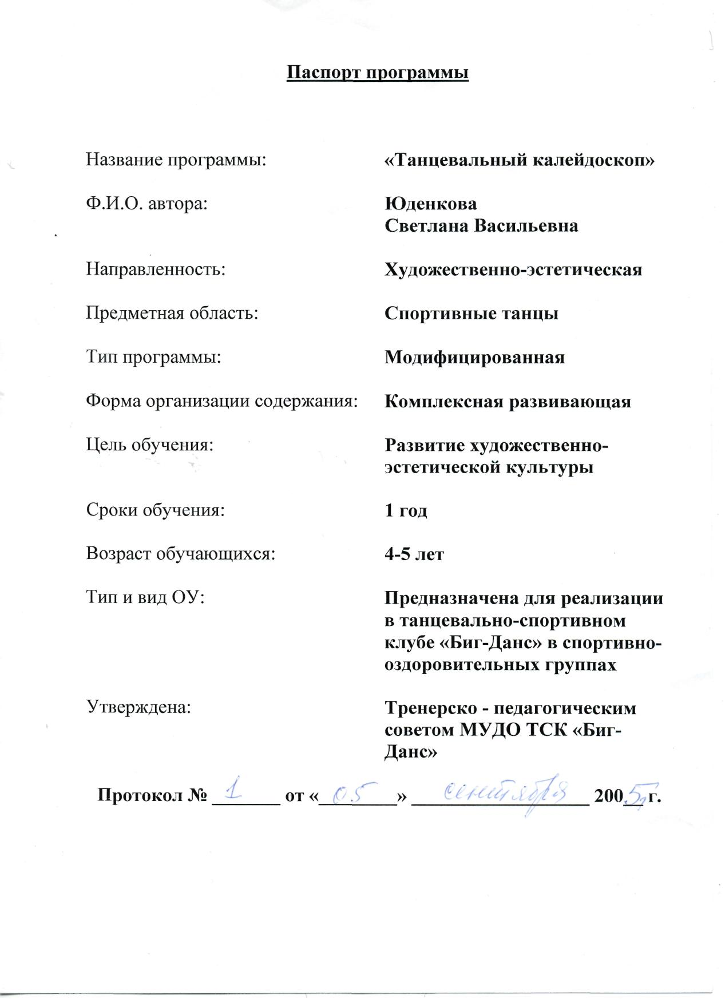 Паспорт программы
Название программы: «Танцевальный калейдоскоп»
Ф.И.О. автора: Юденкова
Светлана Васильевна
Направленность: Художественно-эстетическая
Предметная область: Спортивные танцы
Тип программы: Модифицированная
Форма организации содержания: Комплексная развивающая
Цель обучения: Развитие художественно-
эстетической культуры
Сроки обучения: 1 год
Возраст обучающихся: 4-5 лет
Тип и вид ОУ: Предназначена для реализации
в танцевально-спортивном
клубе «Биг-Данс» в спортивно-
оздоровительных группах
Утверждена: Тренерско - педагогическим
советом МУДО ТСК «Биг-
Данс»
Протокол № 1 от «05» сентября 2005 г.